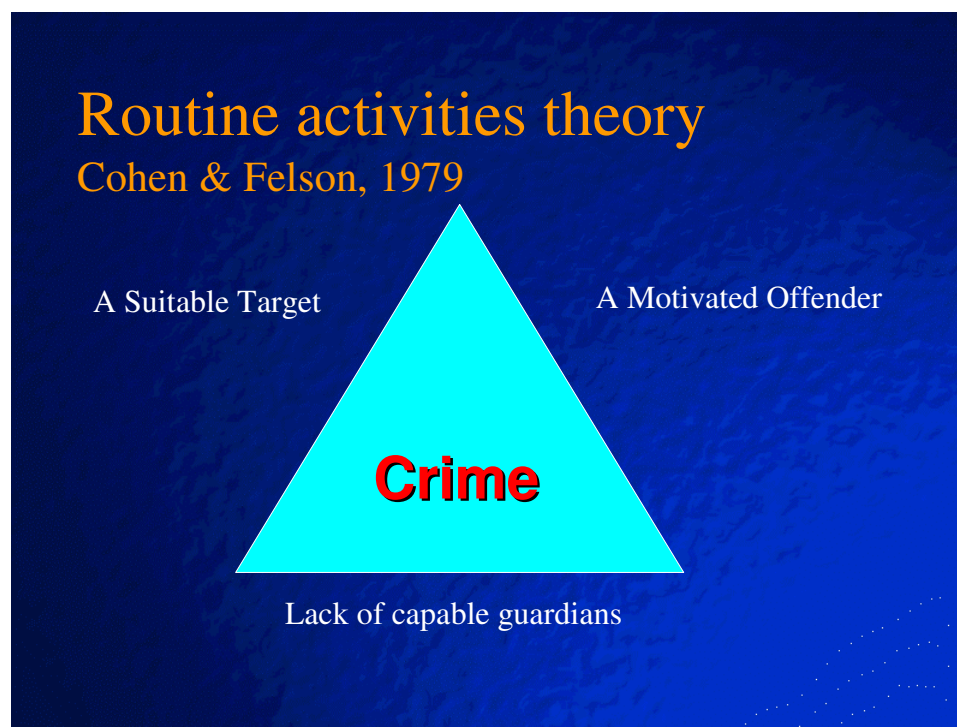 Routine activities theory
Cohen & Felson, 1979
A Suitable Target
A Motivated Offender
Crime
Lack of capable guardians